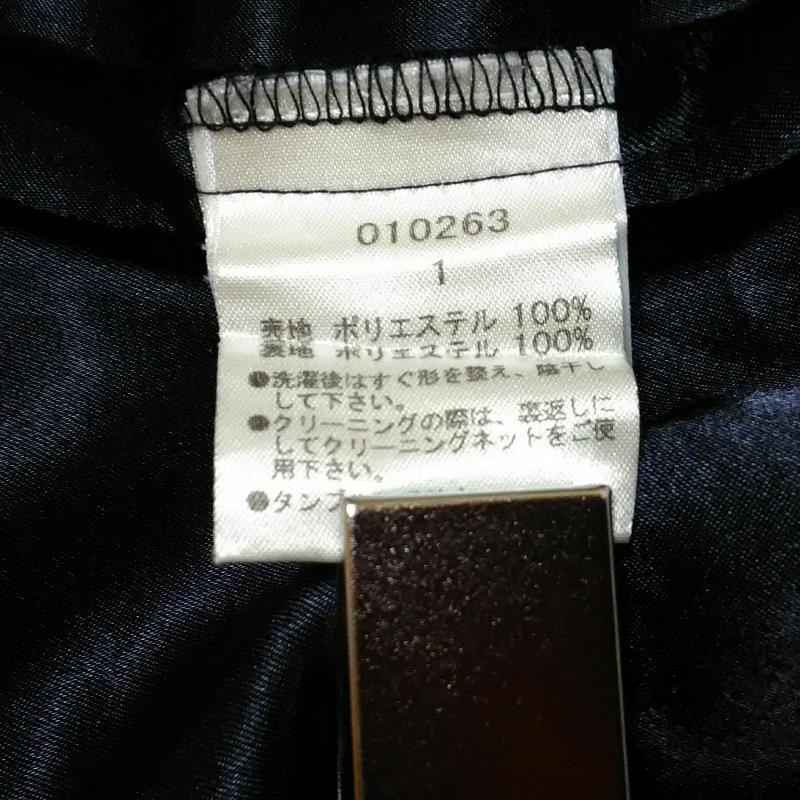 010263
1
表地 ポリエステル 100%
裏地 ポリエステル 100%
●洗濯後はすぐ形を整え、陰干し
して下さい。
●クリーニングの際は、裏返しに
してクリーニングネットをご使
用下さい。
●タンブ